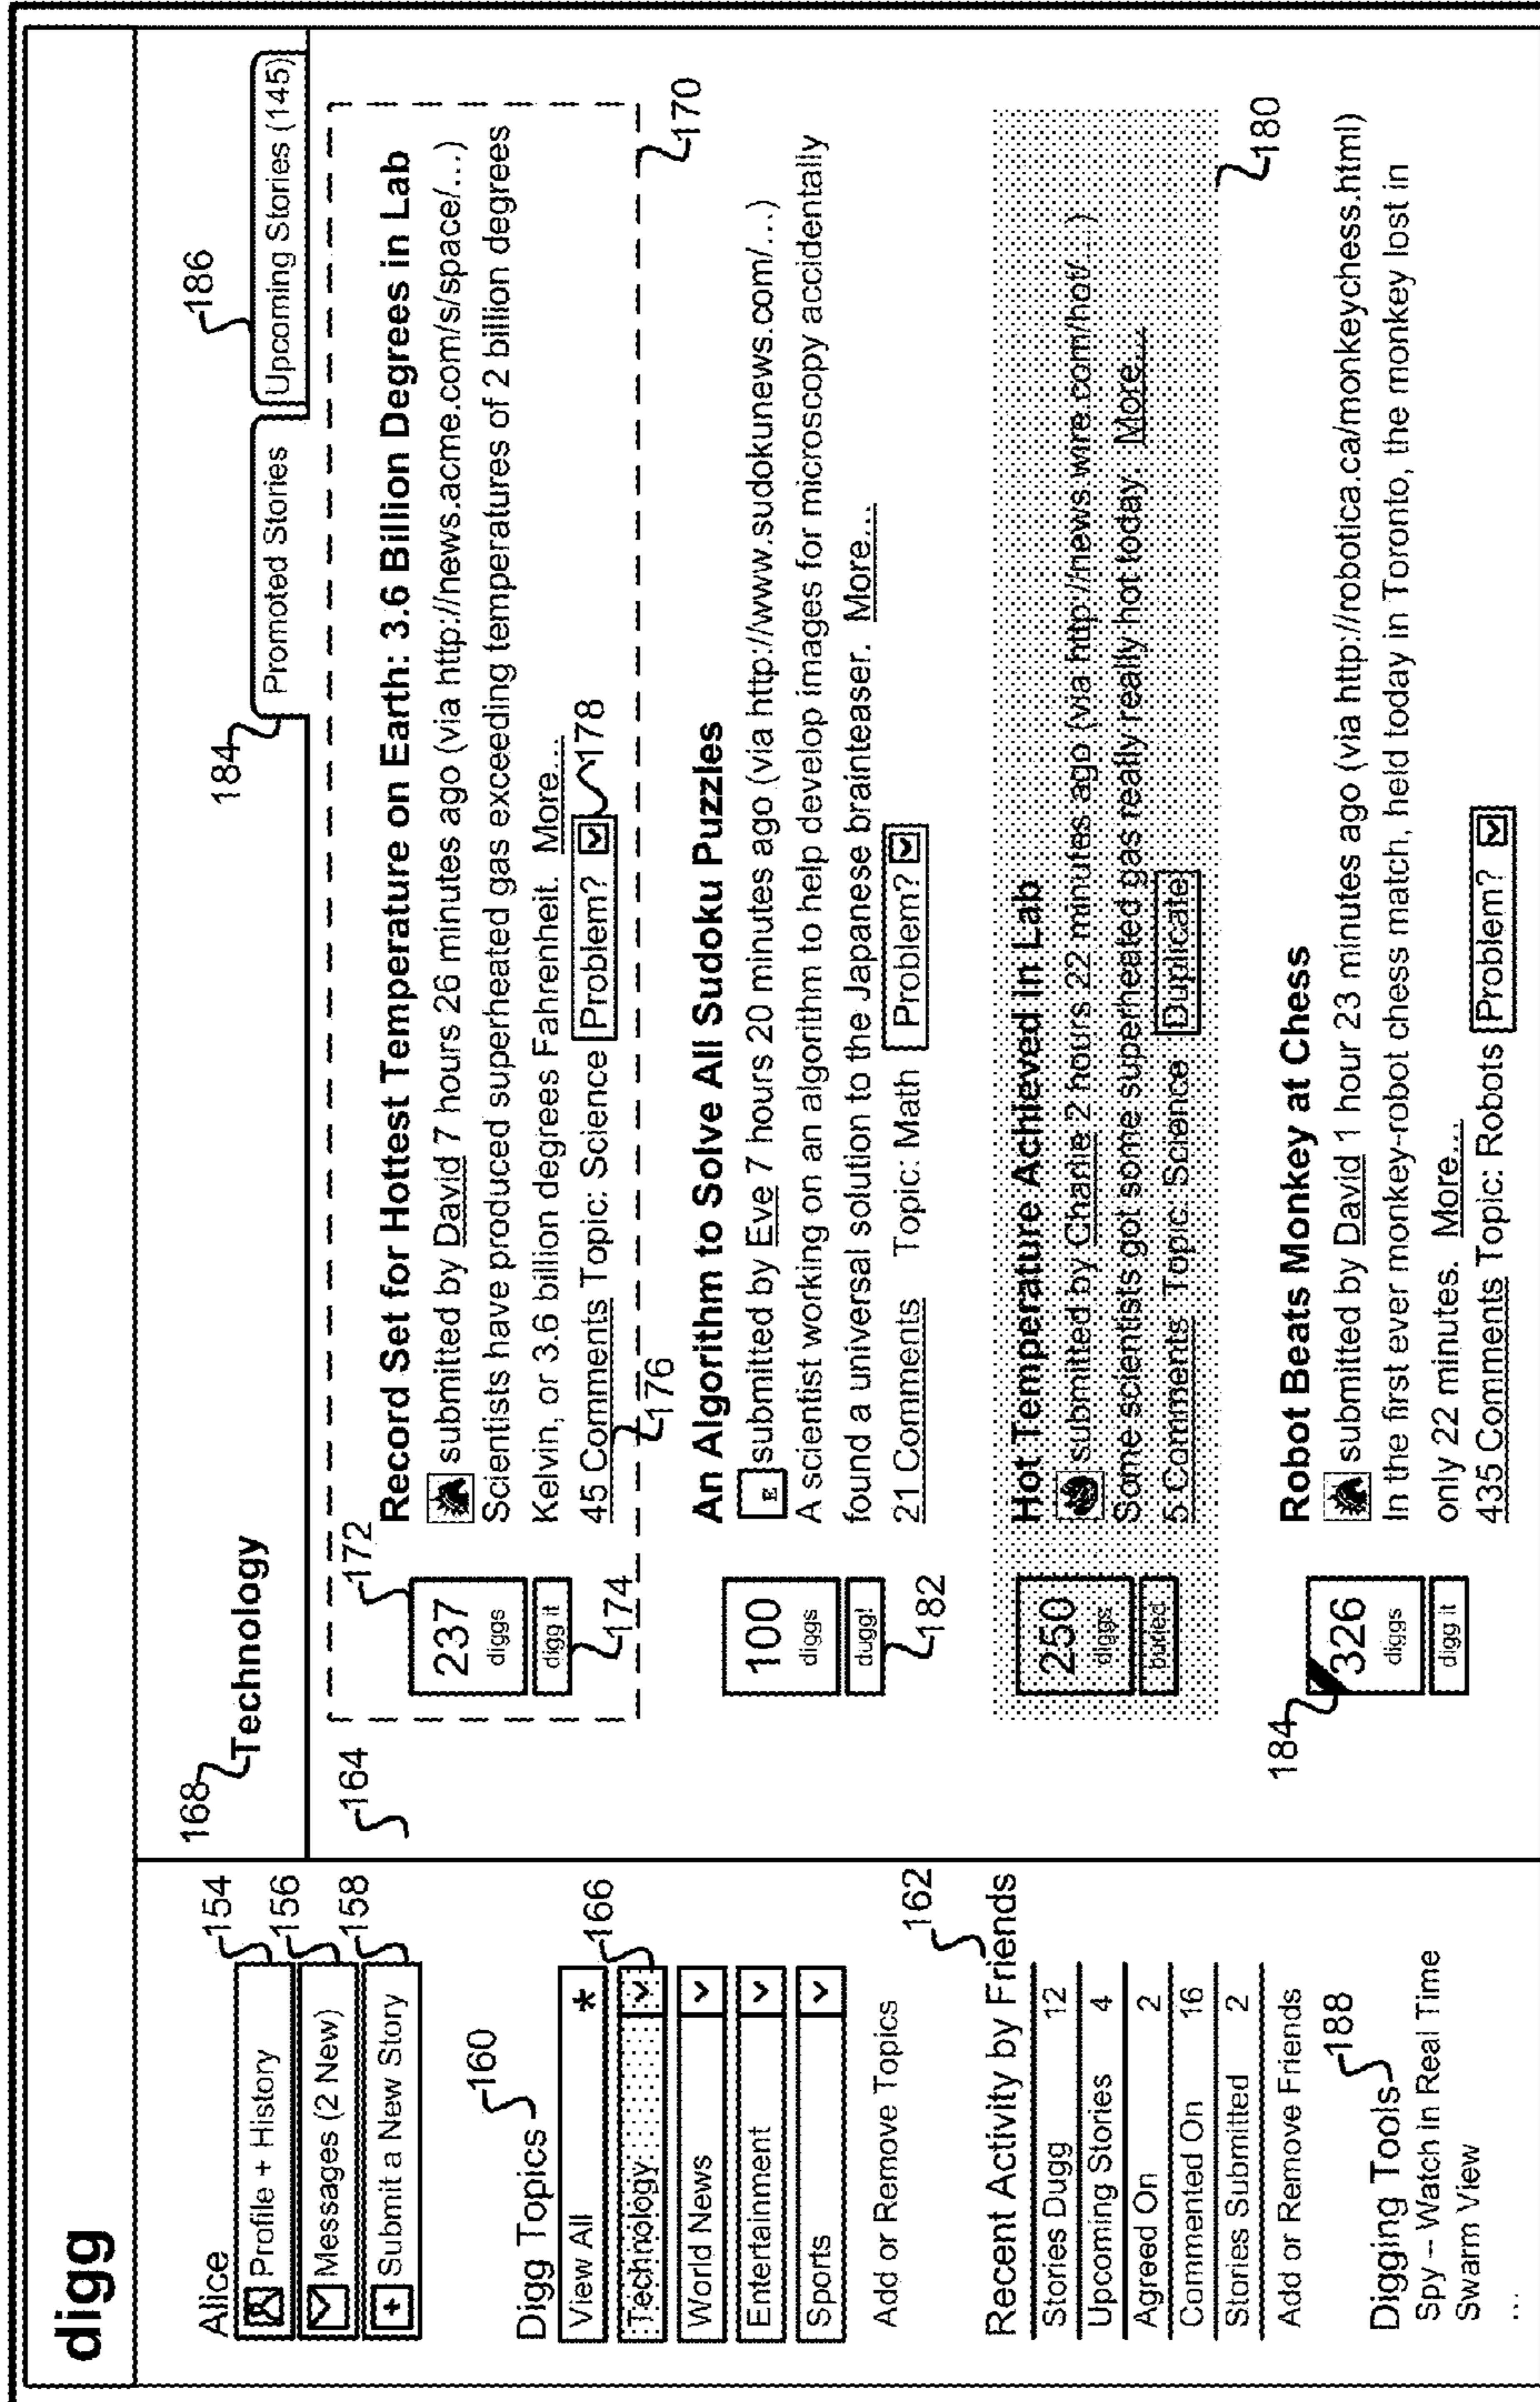 digg
Alice
Profile + History
154
Messages (2 New)
156
+ Submit a New Story
158
160
Digg Topics
View All *
Technology
166
World News
Entertainment
Sports
Add or Remove Topics
162
Recent Activity by Friends
Stories Dugg 12
Upcoming Stories 4
Agreed On 2
Commented On 16
Stories Submitted 2
Add or Remove Friends
188
Digging Tools
Spy – Watch in Real Time
Swarm View
...
168
Technology
184
Promoted Stories
186
Upcoming Stories (145)
164
172
237
diggs
digg it
174
Record Set for Hottest Temperature on Earth: 3.6 Billion Degrees in Lab
submitted by David 7 hours 26 minutes ago (via http://news.acme.com/s/space/...)
Scientists have produced superheated gas exceeding temperatures of 2 billion degrees
Kelvin, or 3.6 billion degrees Fahrenheit. More...
45 Comments Topic: Science Problem?
178
176
170
100
diggs
dugg!
182
An Algorithm to Solve All Sudoku Puzzles
E submitted by Eve 7 hours 20 minutes ago (via http://www.sudokunews.com/...)
A scientist working on an algorithm to help develop images for microscopy accidentally
found a universal solution to the Japanese brainteaser. More...
21 Comments Topic: Math Problem?
250
diggs
buried
Hot Temperature Achieved in Lab
submitted by Charlie 2 hours 22 minutes ago (via http://news.wire.com/hot/...)
Some scientists got some superheated gas really really hot today. More...
5 Comments Topic: Science Duplicate
180
184
326
diggs
digg it
Robot Beats Monkey at Chess
submitted by David 1 hour 23 minutes ago (via http://robotica.ca/monkeychess.html)
In the first ever monkey-robot chess match, held today in Toronto, the monkey lost in
only 22 minutes. More...
435 Comments Topic: Robots Problem?